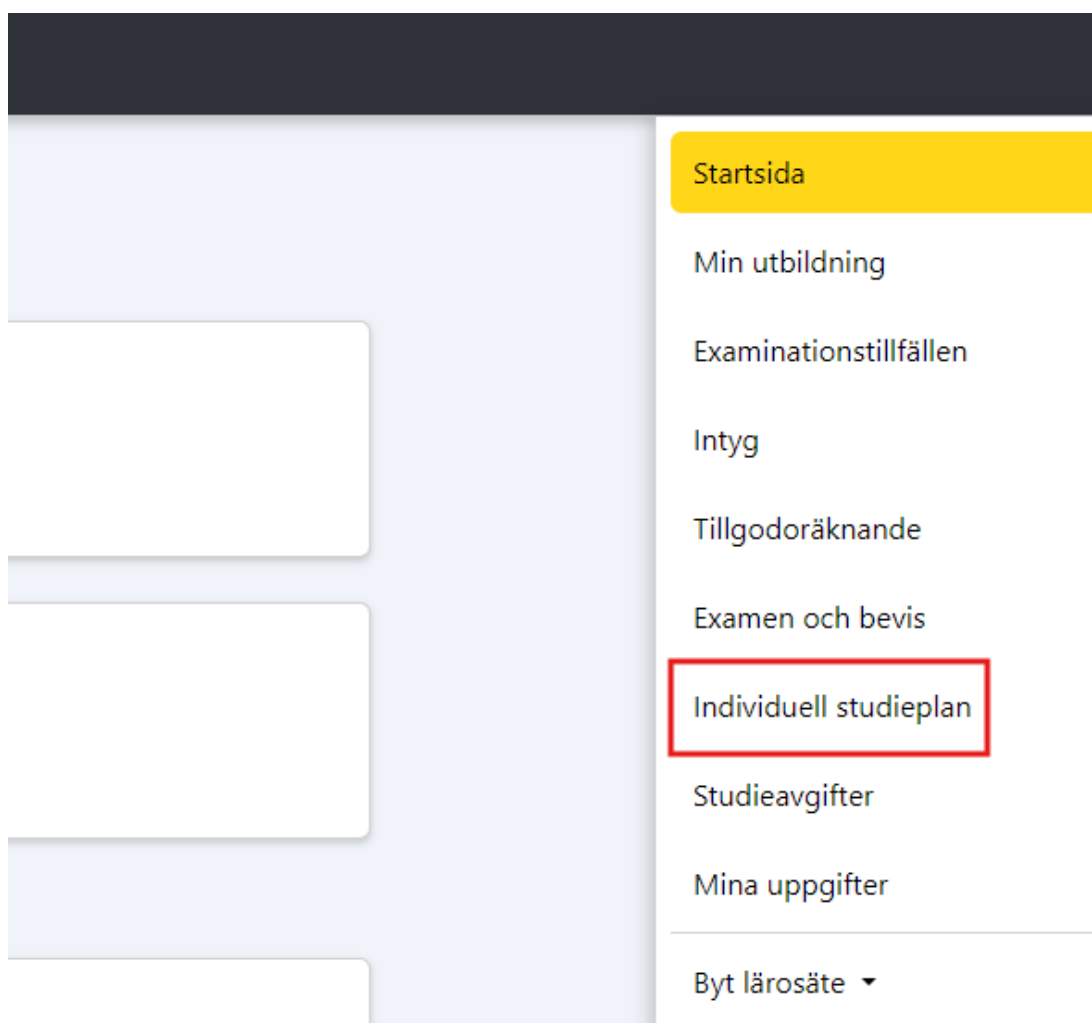 Startsida
Min utbildning
Examinationstillfällen
Intyg
Tillgodoräknande
Examen och bevis
Individuell studieplan
Studieavgifter
Mina uppgifter
Byt lärosäte